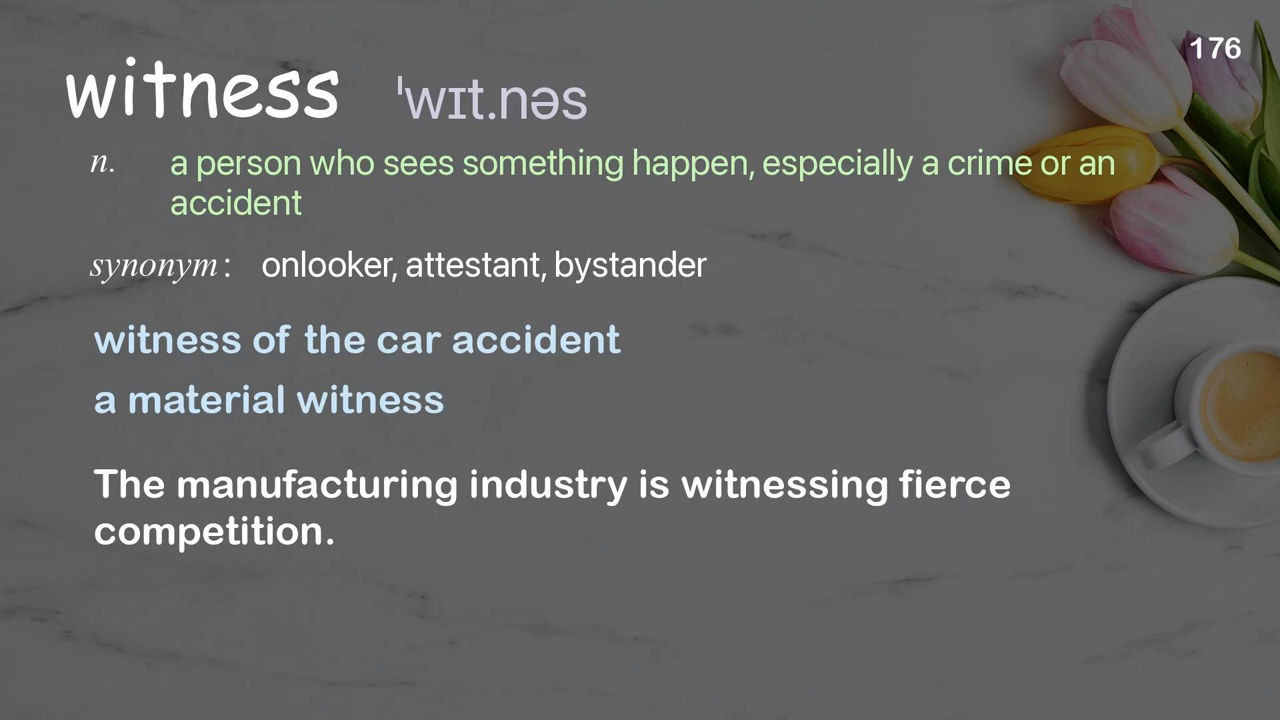 176
witness ˈwɪt.nəs
n. a person who sees something happen, especially a crime or an
accident
synonym: onlooker, attestant, bystander
witness of the car accident
a material witness
The manufacturing industry is witnessing fierce
competition.